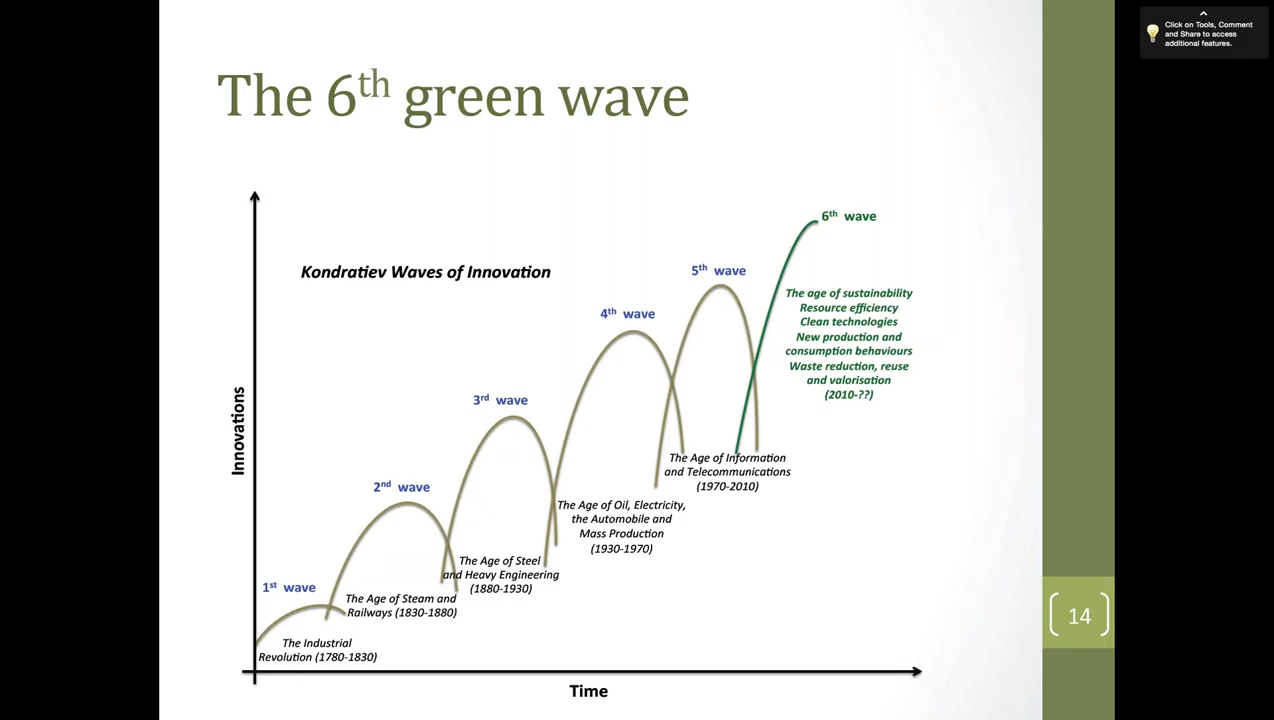 Click on Tools, Comment
and Share to access
additional features.
The 6th green wave
6th wave
Kondratiev Waves of Innovation
5th wave
The age of sustainability
Resource efficiency
Clean technologies
New production and
consumption behaviours
Waste reduction, reuse
and valorisation
(2010-??)
4th wave
3rd wave
The Age of Information
and Telecommunications
(1970-2010)
2nd wave
The Age of Oil, Electricity,
the Automobile and
Mass Production
(1930-1970)
The Age of Steel
and Heavy Engineering
(1880-1930)
1st wave
The Age of Steam and
Railways (1830-1880)
The Industrial
Revolution (1780-1830)
Innovations
Time
14